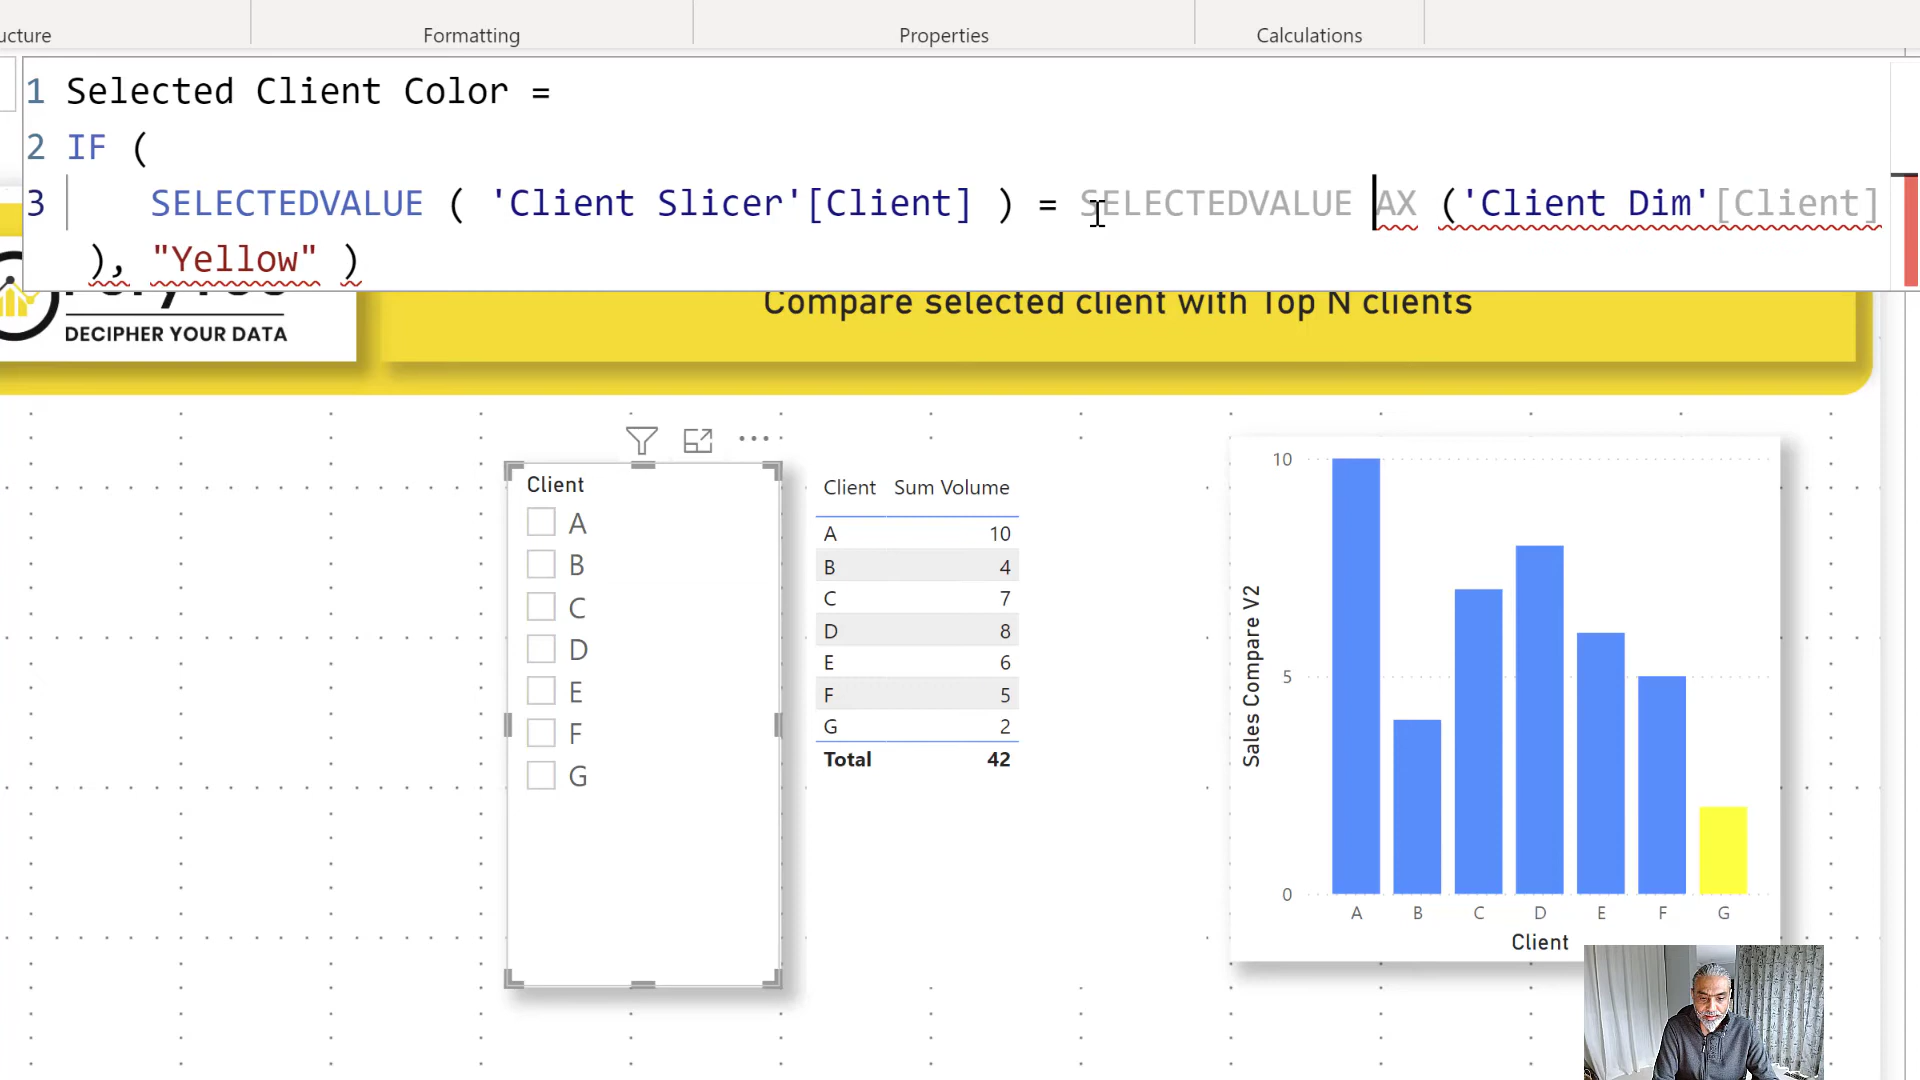 ucture
Formatting
Properties
Calculations
1 Selected Client Color =
2 IF (
3 SELECTEDVALUE ( 'Client Slicer'[Client] ) = SELECTEDVALUE AX ('Client Dim'[Client]
), "Yellow" )
DECIPHER YOUR DATA
Compare selected client with Top N clients
Client
A
B
C
D
E
F
G
Client Sum Volume
A 10
B 4
C 7
D 8
E 6
F 5
G 2
Total 42
Sales Compare V2
10
5
0
A B C D E F G
Client